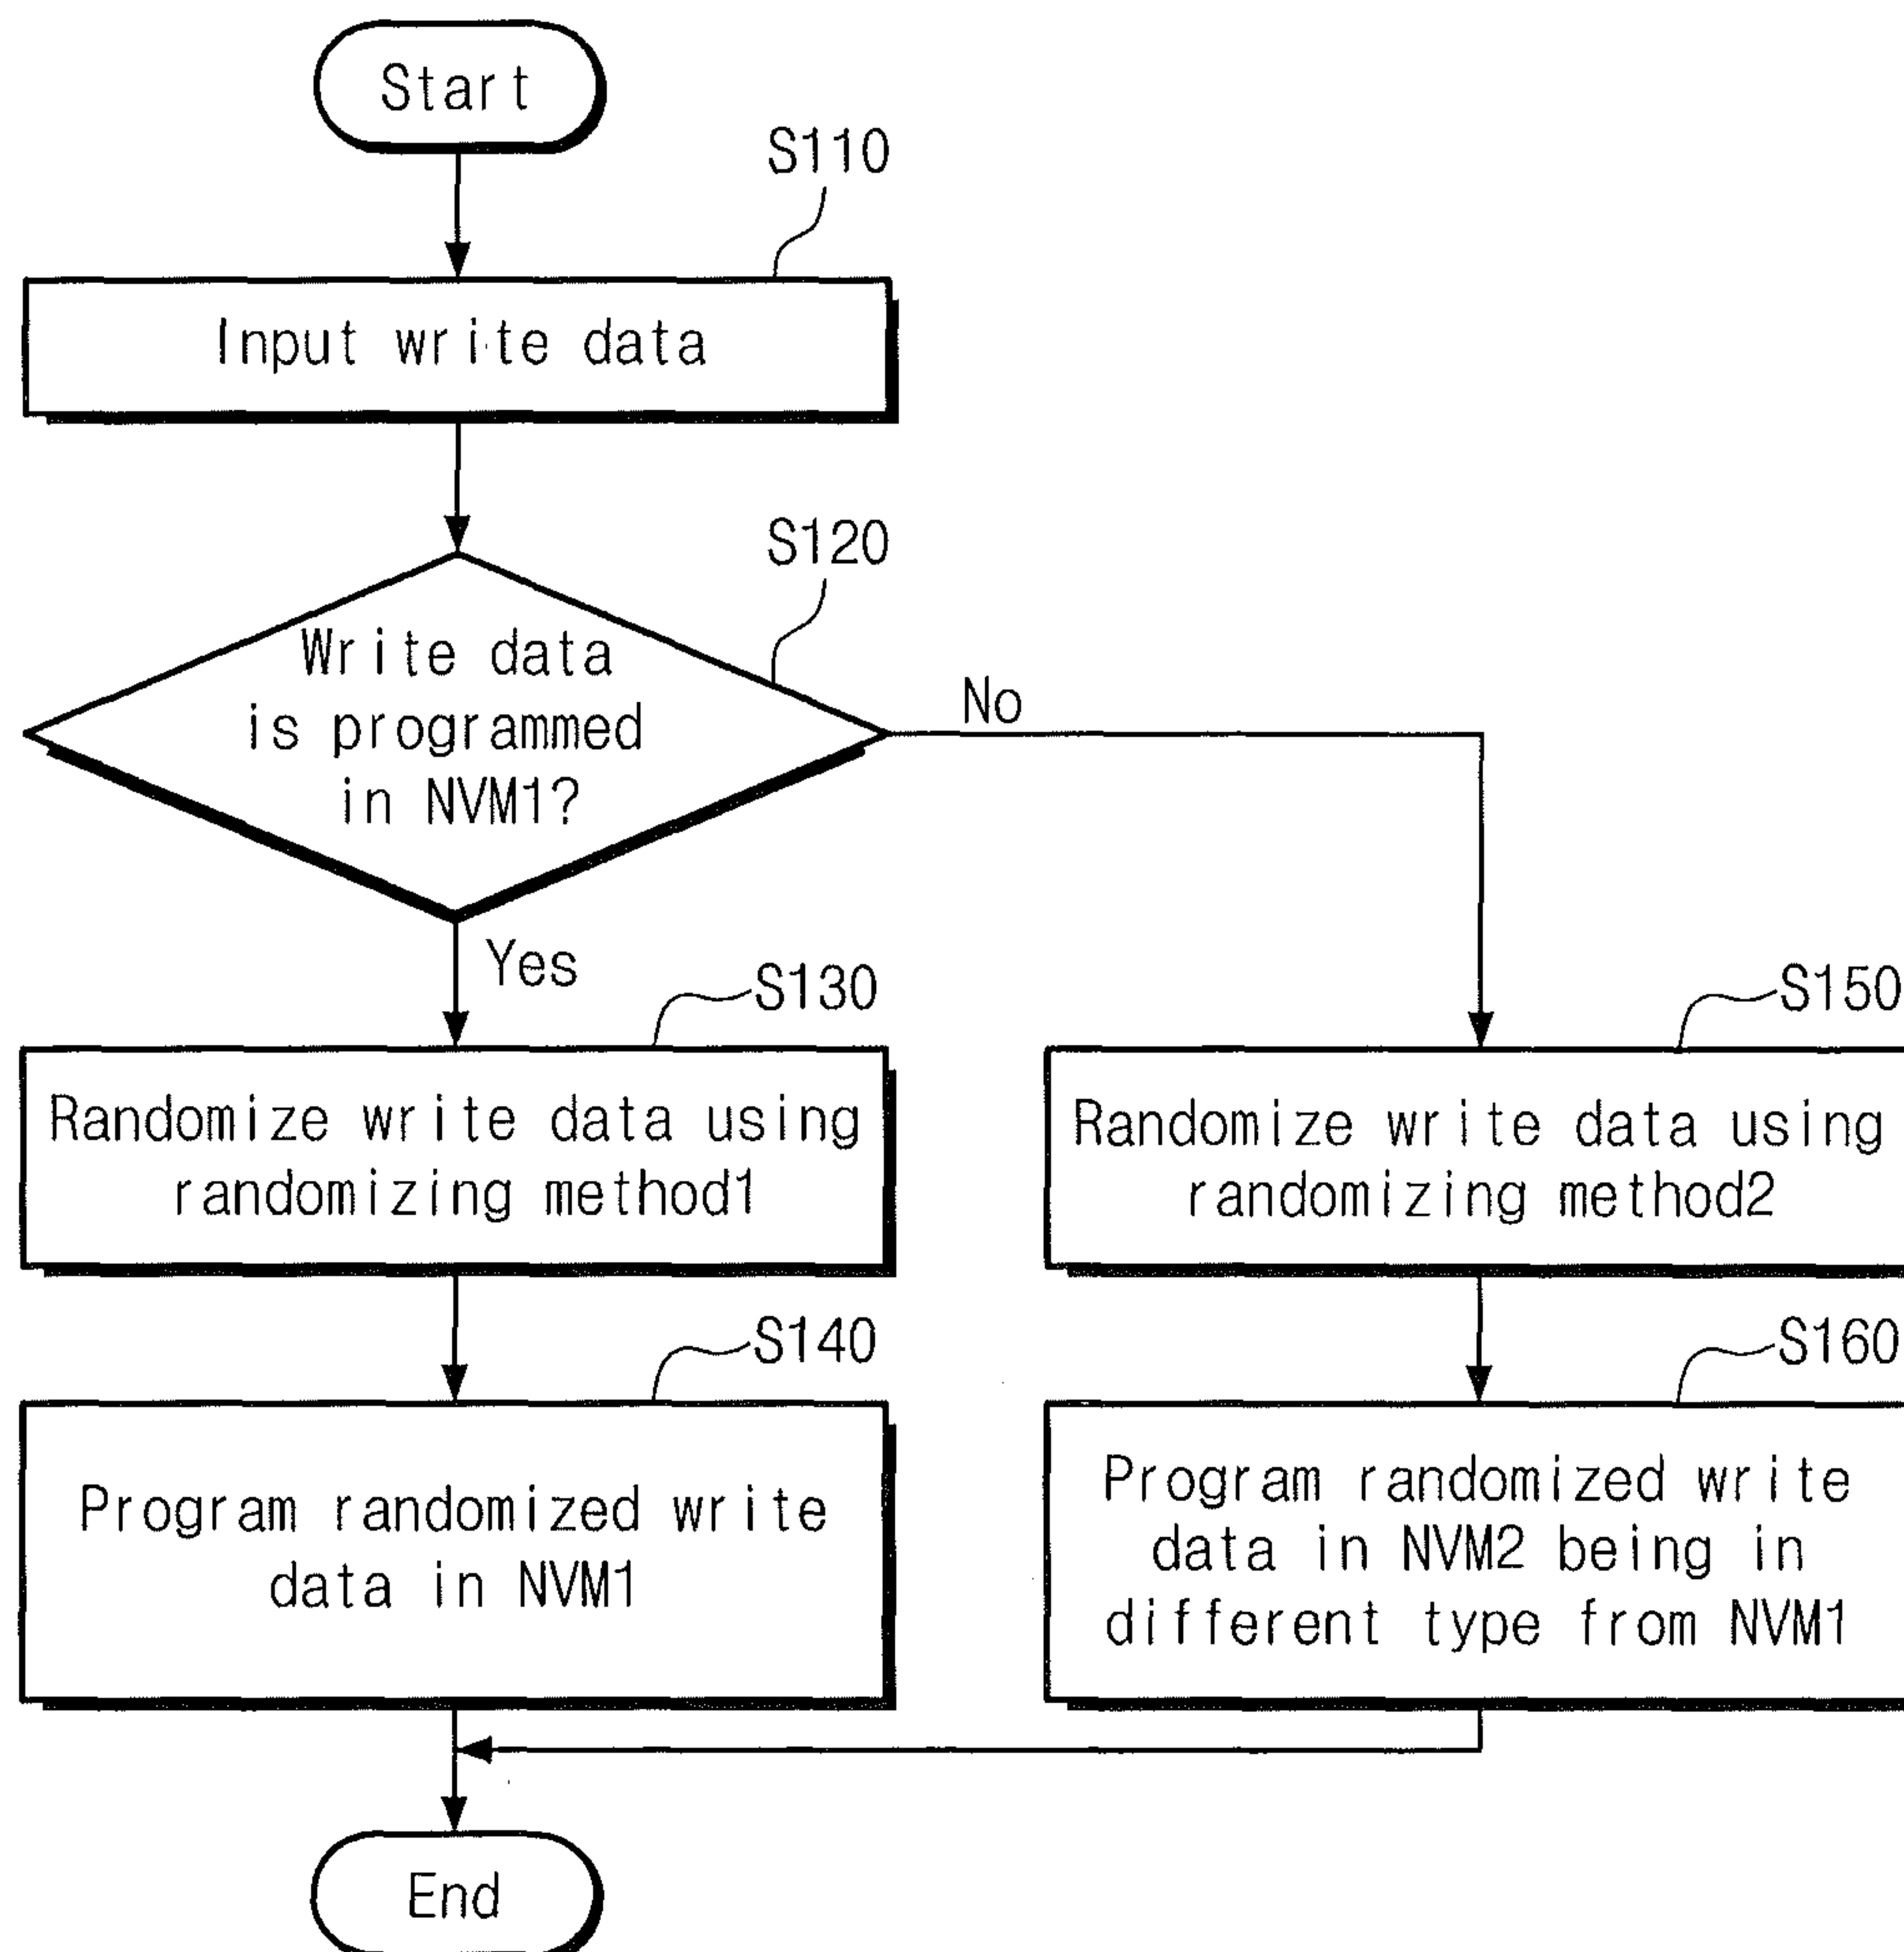 Start
S110
Input write data
S120
Write data
is programmed
in NVM1?
No
Yes
S130
S150
Randomize write data using
randomizing method1
Randomize write data using
randomizing method2
S140
S160
Program randomized write
data in NVM1
Program randomized write
data in NVM2 being in
different type from NVM1
End